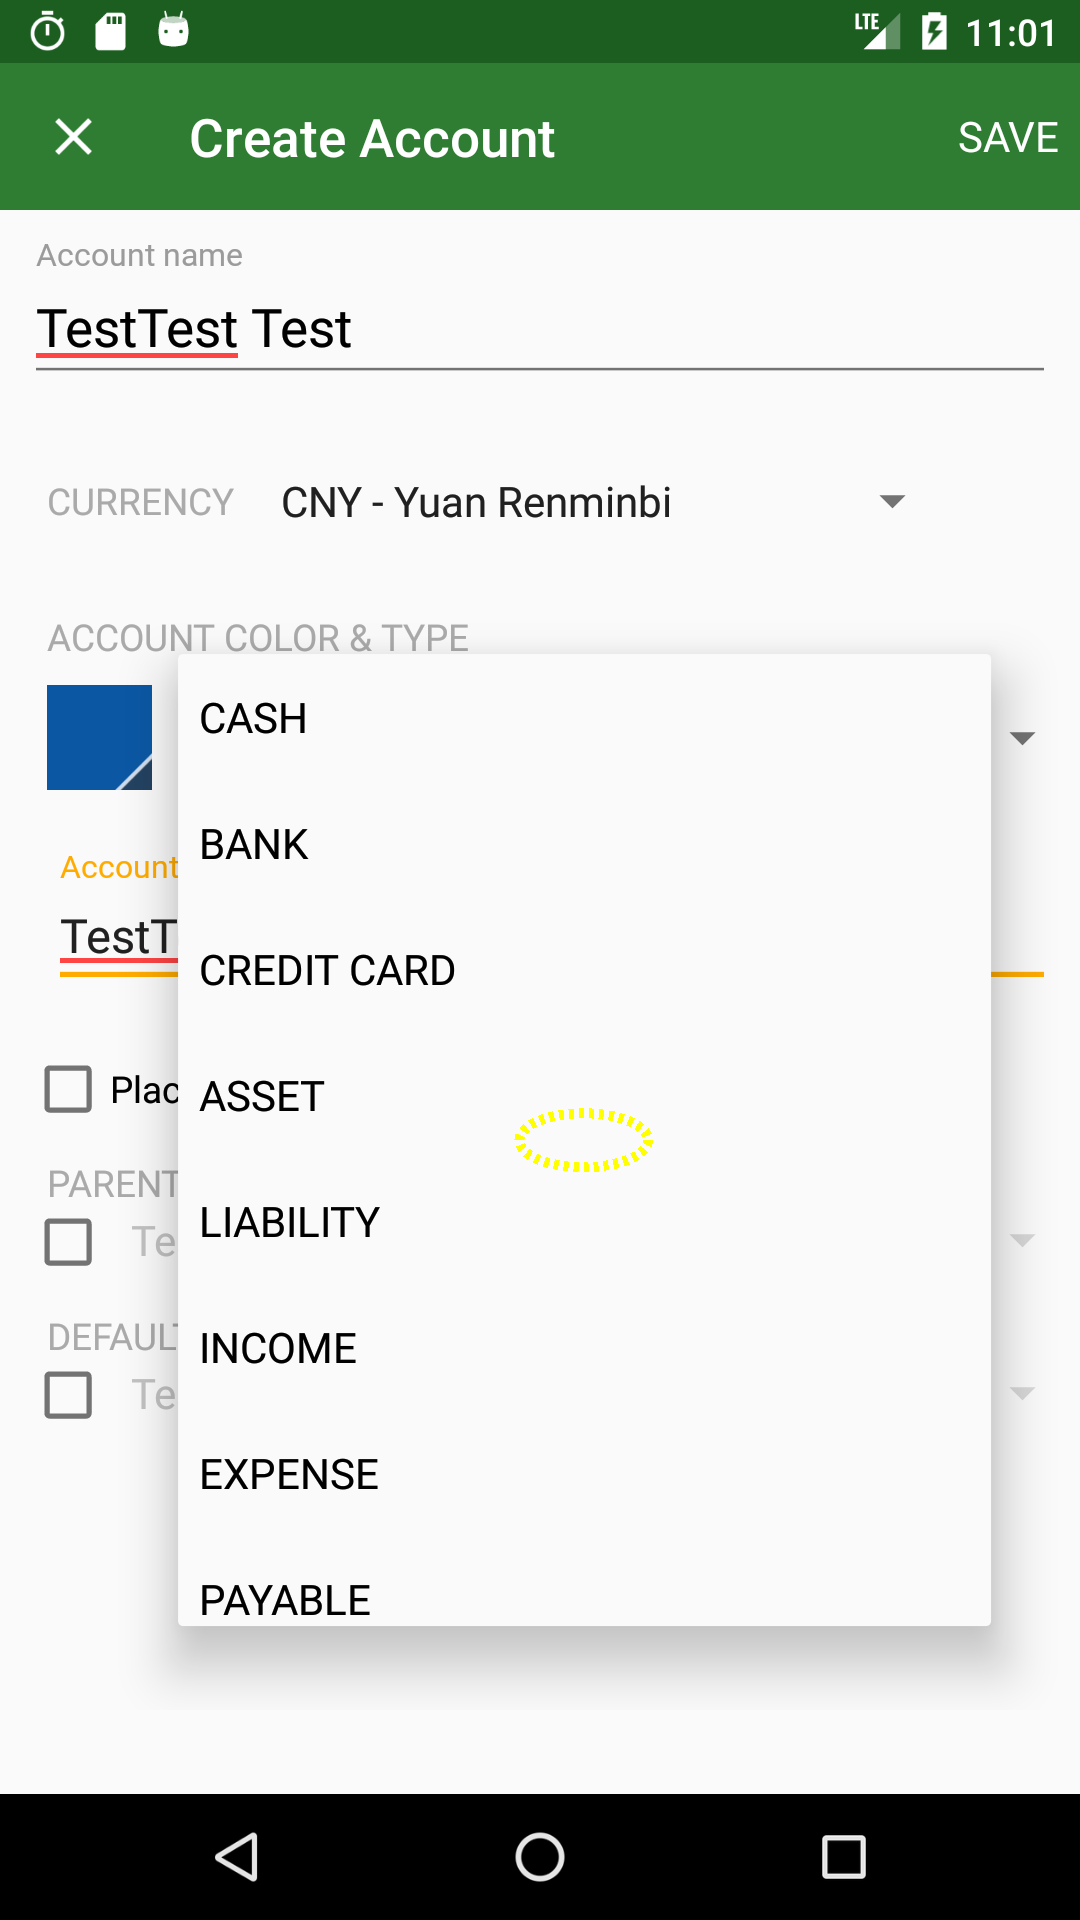 LTE 11:01
Create Account SAVE
Account name
TestTest Test
CURRENCY CNY - Yuan Renminbi
ACCOUNT COLOR & TYPE
CASH
BANK
Account
TestT
CREDIT CARD
Plac ASSET
PARENT
LIABILITY
Te
DEFAUL
INCOME
Te
EXPENSE
PAYABLE